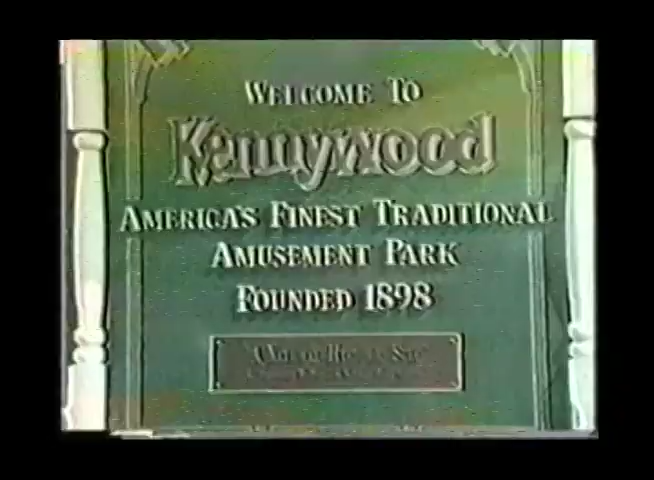 WELCOME TO
Kennywood
AMERICA'S FINEST TRADITIONAL
AMUSEMENT PARK
FOUNDED 1898